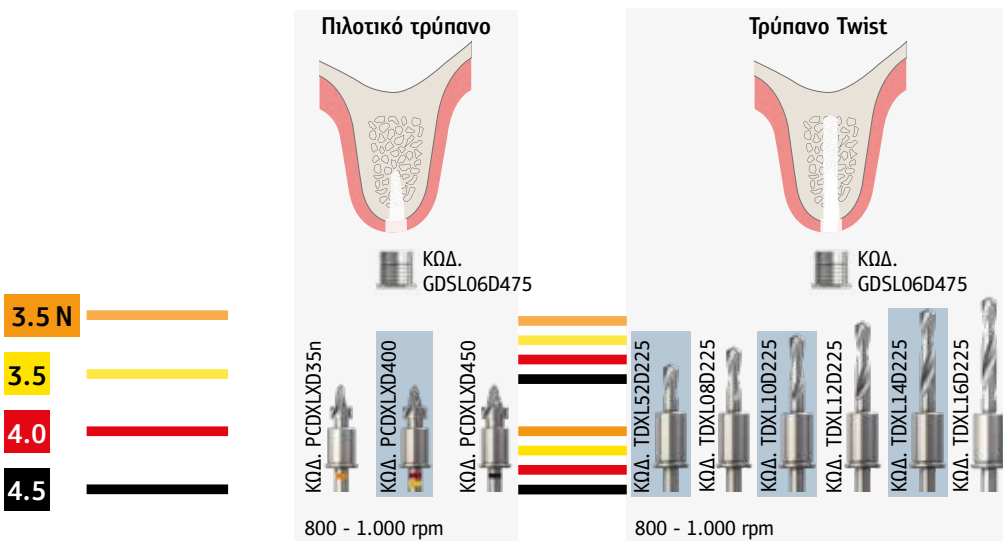 Πιλοτικό τρύπανο
Τρύπανο Twist
ΚΩΔ.
GDSL06D475
ΚΩΔ.
GDSL06D475
3.5 N
3.5
4.0
4.5
ΚΩΔ. PCDXLXD35n
ΚΩΔ. PCDXLXD400
ΚΩΔ. PCDXLXD450
ΚΩΔ. TDXL52D225
ΚΩΔ. TDXL08D225
ΚΩΔ. TDXL10D225
ΚΩΔ. TDXL12D225
ΚΩΔ. TDXL14D225
ΚΩΔ. TDXL16D225
800 - 1.000 rpm
800 - 1.000 rpm